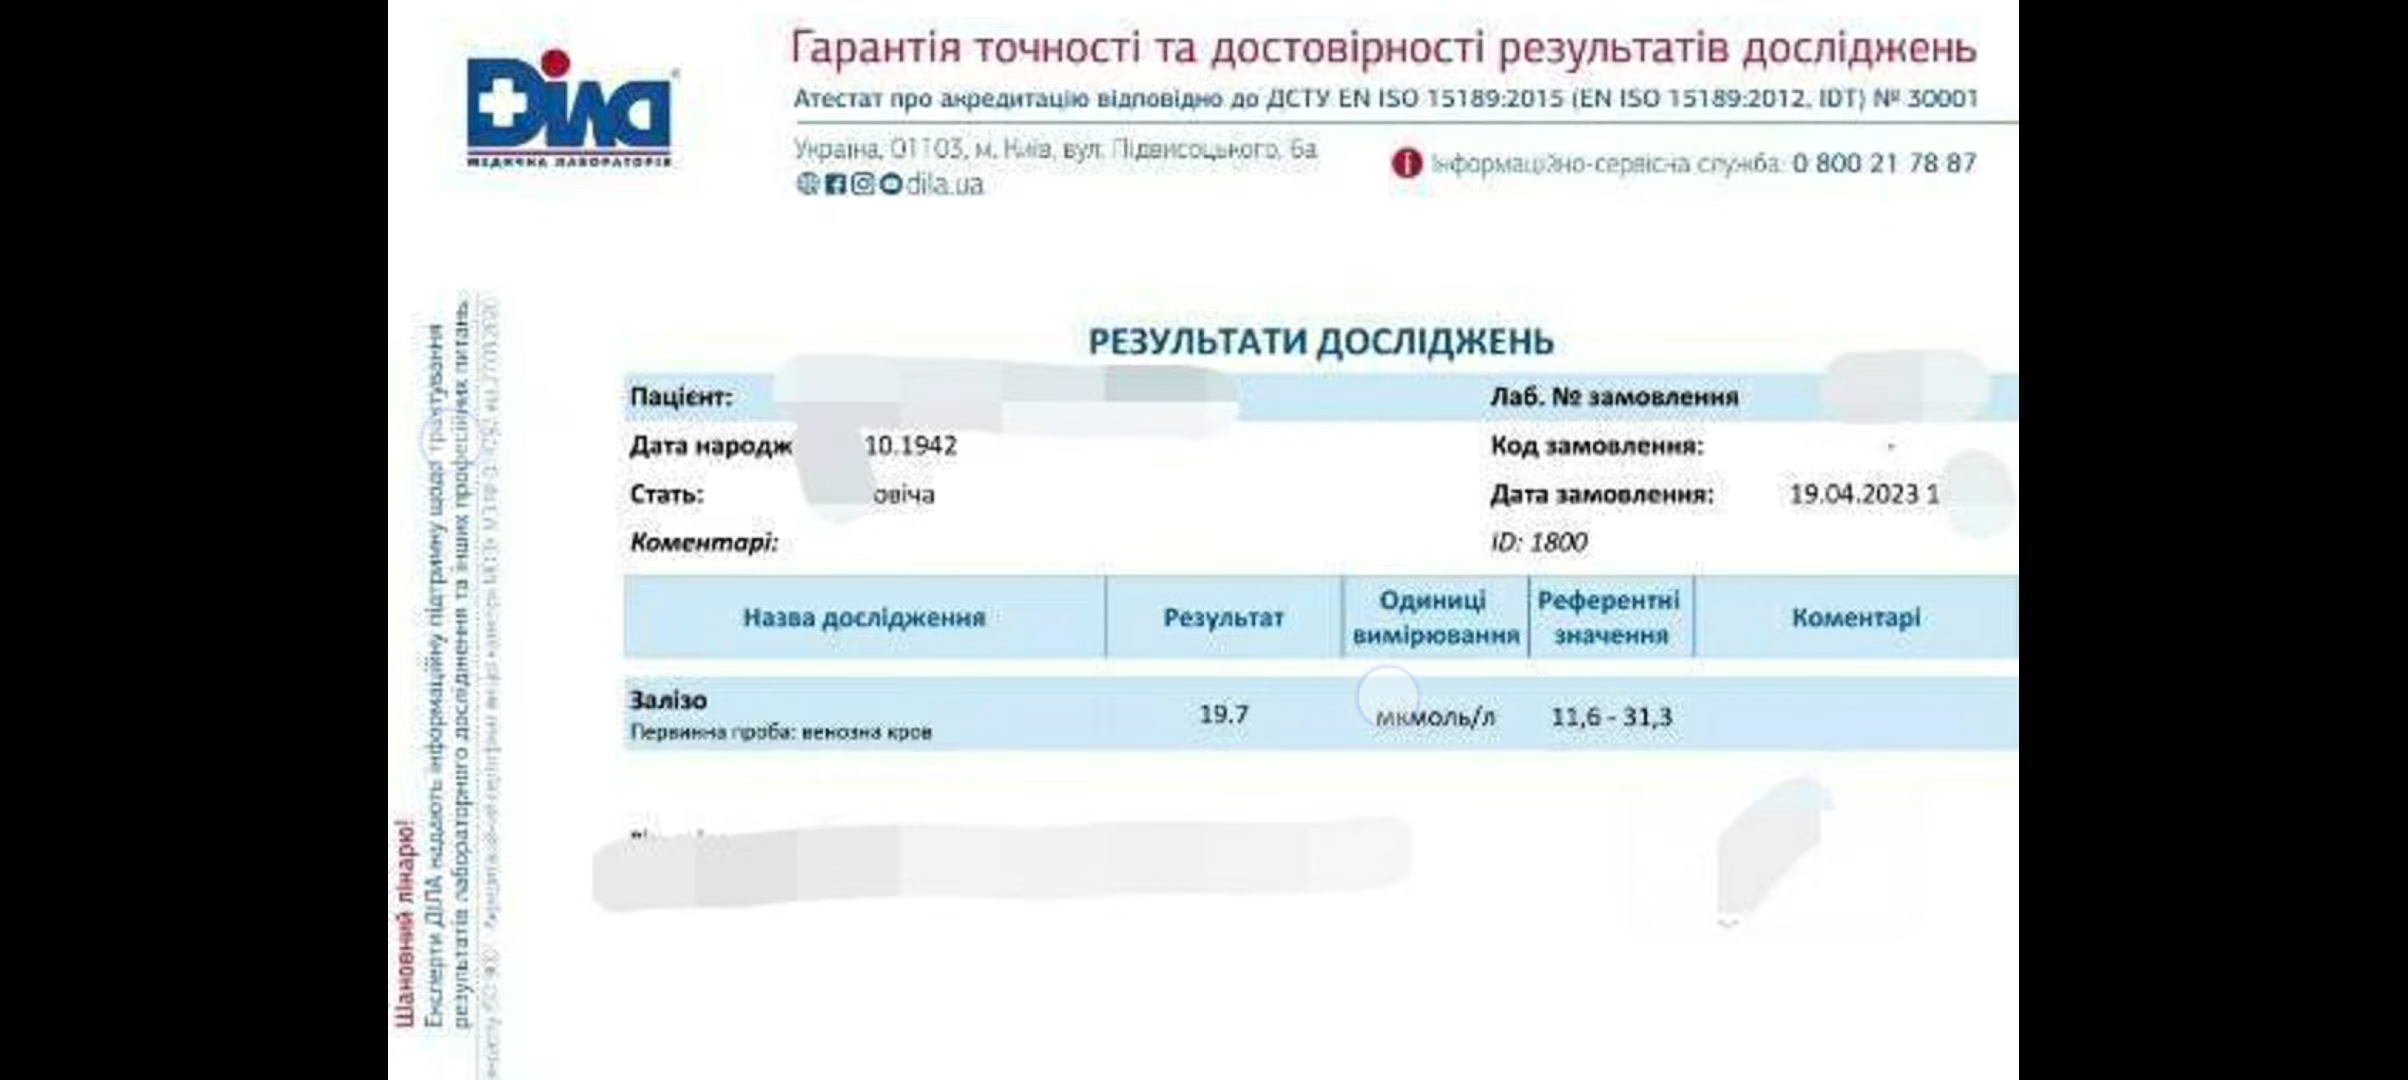 Діла
МЕДИЧНА ЛАБОРАТОРІЯ
Гарантія точності та достовірності результатів досліджень
Атестат про акредитацію відповідно до ДСТУ EN ISO 15189:2015 (EN ISO 15189:2012, IDT) № 30001
Україна, 01103, м. Київ, вул. Підвисоцького, 6а
dila.ua
Інформаційно-сервісна служба: 0 800 21 78 87
Шановний лікарю!
Експерти ДІЛА надають інформаційну підтримку щодо трактування
результатів лабораторного дослідження та інших професійних питань.
РЕЗУЛЬТАТИ ДОСЛІДЖЕНЬ
Пацієнт: Лаб. № замовлення
Дата народж 10.1942 Код замовлення: -
Стать: овіча Дата замовлення: 19.04.2023 1
Коментарі: ID: 1800
Назва дослідження Результат Одиниці вимірювання Референтні значення Коментарі
Залізо 19.7 мкмоль/л 11,6 - 31,3
Первинна проба: венозна кров